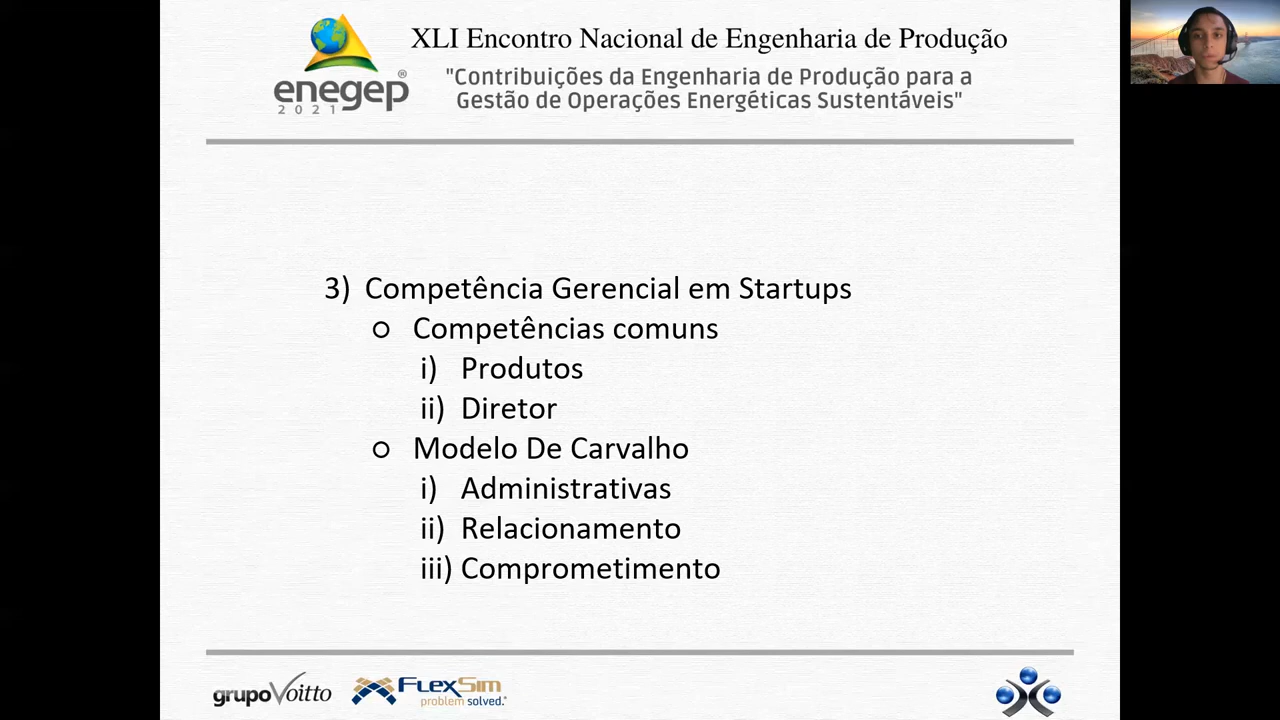 XLI Encontro Nacional de Engenharia de Produção
"Contribuições da Engenharia de Produção para a
Gestão de Operações Energéticas Sustentáveis"
enegep®
2021
3) Competência Gerencial em Startups
○ Competências comuns
i) Produtos
ii) Diretor
○ Modelo De Carvalho
i) Administrativas
ii) Relacionamento
iii) Comprometimento
grupoVoitto
FLEXSIM
problem solved.®